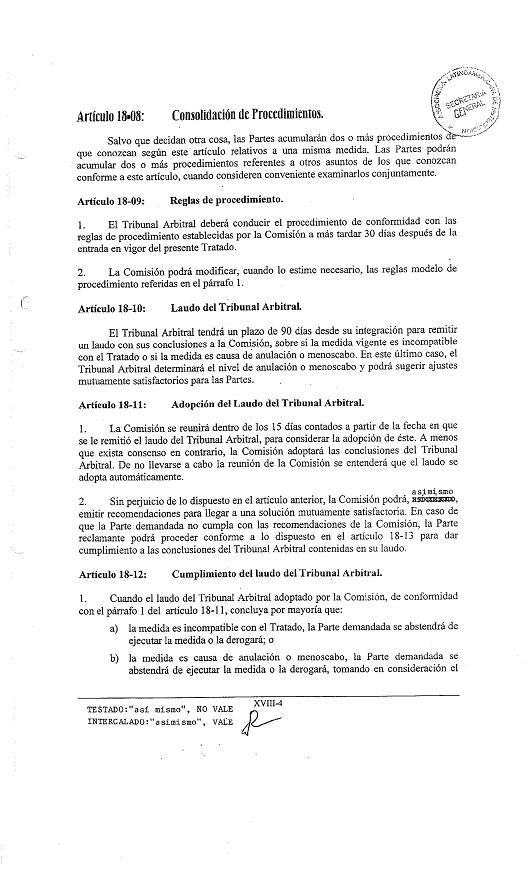 ASOCIACION LATINOAMERICANA DE INTEGRACION
SECRETARIA
GENERAL
Artículo 18-08: Consolidación de Procedimientos.
Salvo que decidan otra cosa, las Partes acumularán dos o más procedimientos de
que conozcan según este artículo relativos a una misma medida. Las Partes podrán
acumular dos o más procedimientos referentes a otros asuntos de los que conozcan
conforme a este artículo, cuando consideren conveniente examinarlos conjuntamente.
Artículo 18-09: Reglas de procedimiento.
1. El Tribunal Arbitral deberá conducir el procedimiento de conformidad con las
reglas de procedimiento establecidas por la Comisión a más tardar 30 días después de la
entrada en vigor del presente Tratado.
2. La Comisión podrá modificar, cuando lo estime necesario, las reglas modelo de
procedimiento referidas en el párrafo 1.
Artículo 18-10: Laudo del Tribunal Arbitral.
El Tribunal Arbitral tendrá un plazo de 90 días desde su integración para remitir
un laudo con sus conclusiones a la Comisión, sobre si la medida vigente es incompatible
con el Tratado o si la medida es causa de anulación o menoscabo. En este último caso, el
Tribunal Arbitral determinará el nivel de anulación o menoscabo y podrá sugerir ajustes
mutuamente satisfactorios para las Partes.
Artículo 18-11: Adopción del Laudo del Tribunal Arbitral.
1. La Comisión se reunirá dentro de los 15 días contados a partir de la fecha en que
se le remitió el laudo del Tribunal Arbitral, para considerar la adopción de éste. A menos
que exista consenso en contrario, la Comisión adoptará las conclusiones del Tribunal
Arbitral. De no llevarse a cabo la reunión de la Comisión se entenderá que el laudo se
adopta automáticamente.
asimismo
2. Sin perjuicio de lo dispuesto en el artículo anterior, la Comisión podrá,
emitir recomendaciones para llegar a una solución mutuamente satisfactoria. En caso de
que la Parte demandada no cumpla con las recomendaciones de la Comisión, la Parte
reclamante podrá proceder conforme a lo dispuesto en el artículo 18-13 para dar
cumplimiento a las conclusiones del Tribunal Arbitral contenidas en su laudo.
Artículo 18-12: Cumplimiento del laudo del Tribunal Arbitral.
1. Cuando el laudo del Tribunal Arbitral adoptado por la Comisión, de conformidad
con el párrafo 1 del artículo 18-11, concluya por mayoría que:
a) la medida es incompatible con el Tratado, la Parte demandada se abstendrá de
ejecutar la medida o la derogará; o
b) la medida es causa de anulación o menoscabo, la Parte demandada se
abstendrá de ejecutar la medida o la derogará, tomando en consideración el
XVIII-4
TESTADO:"así mismo", NO VALE
INTERCALADO:"asimismo", VALE